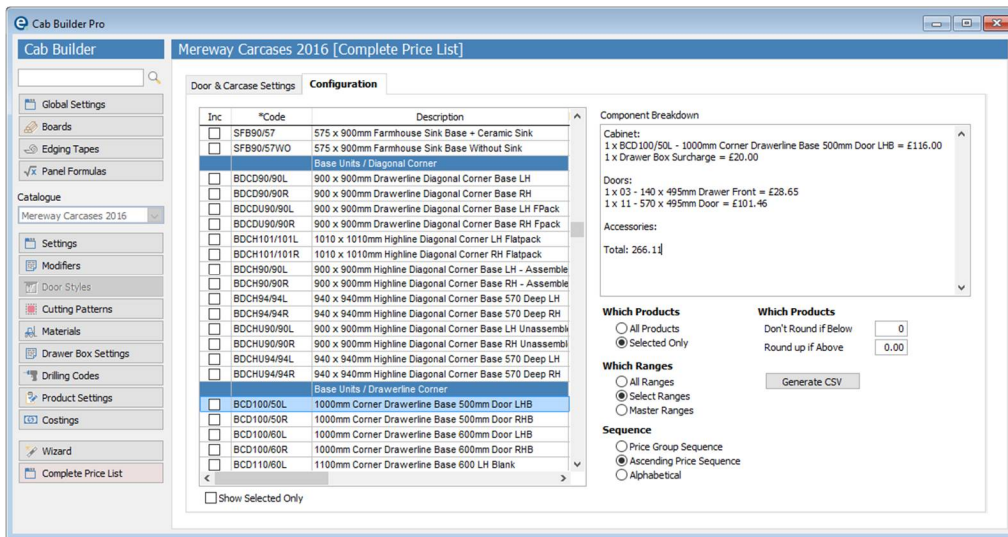 Cab Builder Pro
Cab Builder
Global Settings
Boards
Edging Tapes
√x Panel Formulas
Catalogue
Mereway Carcases 2016
Settings
Modifiers
Door Styles
Cutting Patterns
Materials
Drawer Box Settings
Drilling Codes
Product Settings
Costings
Wizard
Complete Price List
Mereway Carcases 2016 [Complete Price List]
Door & Carcase Settings Configuration
Inc *Code Description
SFB90/57 575 x 900mm Farmhouse Sink Base + Ceramic Sink
SFB90/57WO 575 x 900mm Farmhouse Sink Base Without Sink
Base Units / Diagonal Corner
BDCD90/90L 900 x 900mm Drawerline Diagonal Corner Base LH
BDCD90/90R 900 x 900mm Drawerline Diagonal Corner Base RH
BDCDU90/90L 900 x 900mm Drawerline Diagonal Corner Base LH FPack
BDCDU90/90R 900 x 900mm Drawerline Diagonal Corner Base RH Fpack
BDCH101/101L 1010 x 1010mm Highline Diagonal Corner LH Flatpack
BDCH101/101R 1010 x 1010mm Highline Diagonal Corner RH Flatpack
BDCH90/90L 900 x 900mm Highline Diagonal Corner Base LH - Assemble
BDCH90/90R 900 x 900mm Highline Diagonal Corner Base RH - Assemble
BDCH94/94L 940 x 940mm Highline Diagonal Corner Base 570 Deep LH
BDCH94/94R 940 x 940mm Highline Diagonal Corner Base 570 Deep RH
BDCHU90/90L 900 x 900mm Highline Diagonal Corner Base LH Unassembl
BDCHU90/90R 900 x 900mm Highline Diagonal Corner Base RH Unassembl
BDCHU94/94L 940 x 940mm Highline Diagonal Corner Base 570 Deep LH
BDCHU94/94R 940 x 940mm Highline Diagonal Corner Base 570 Deep RH
Base Units / Drawerline Corner
BCD100/50L 1000mm Corner Drawerline Base 500mm Door LHB
BCD100/50R 1000mm Corner Drawerline Base 500mm Door RHB
BCD100/60L 1000mm Corner Drawerline Base 600mm Door LHB
BCD100/60R 1000mm Corner Drawerline Base 600mm Door RHB
BCD110/60L 1100mm Corner Drawerline Base 600 LH Blank
Show Selected Only
Component Breakdown
Cabinet:
1 x BCD100/50L - 1000mm Corner Drawerline Base 500mm Door LHB = £116.00
1 x Drawer Box Surcharge = £20.00
Doors:
1 x 03 - 140 x 495mm Drawer Front = £28.65
1 x 11 - 570 x 495mm Door = £101.46
Accessories:
Total: 266.11
Which Products
All Products
Selected Only
Which Ranges
All Ranges
Select Ranges
Master Ranges
Sequence
Price Group Sequence
Ascending Price Sequence
Alphabetical
Which Products
Don't Round if Below 0
Round up if Above 0.00
Generate CSV